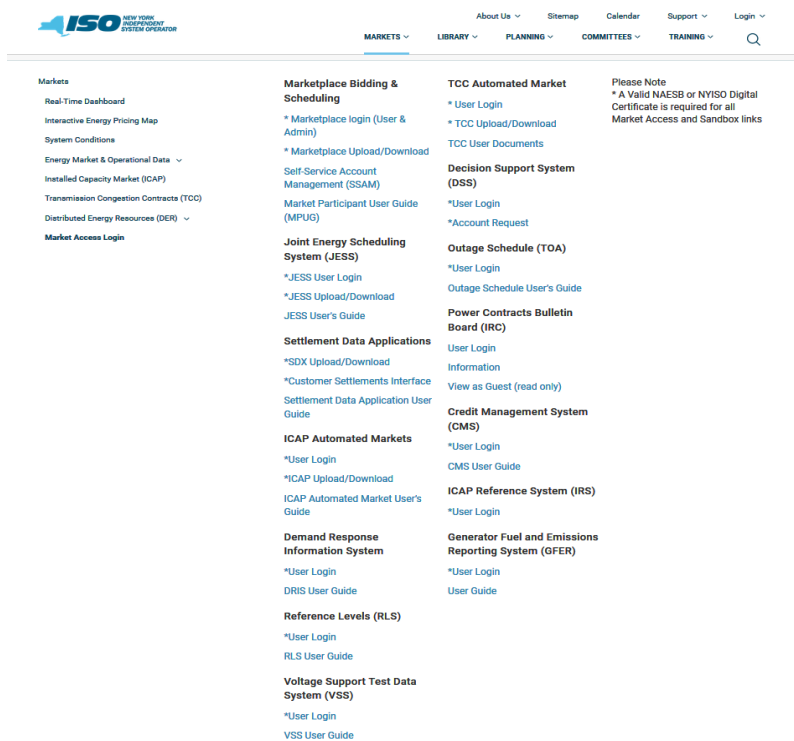 ISO NEW YORK
INDEPENDENT
SYSTEM OPERATOR
About Us
Sitemap
Calendar
Support
Login
MARKETS
LIBRARY
PLANNING
COMMITTEES
TRAINING
Markets
Real-Time Dashboard
Interactive Energy Pricing Map
System Conditions
Energy Market & Operational Data
Installed Capacity Market (ICAP)
Transmission Congestion Contracts (TCC)
Distributed Energy Resources (DER)
Market Access Login
Marketplace Bidding &
Scheduling
* Marketplace login (User &
Admin)
* Marketplace Upload/Download
Self-Service Account
Management (SSAM)
Market Participant User Guide
(MPUG)
Joint Energy Scheduling
System (JESS)
*JESS User Login
*JESS Upload/Download
JESS User's Guide
Settlement Data Applications
*SDX Upload/Download
*Customer Settlements Interface
Settlement Data Application User
Guide
ICAP Automated Markets
*User Login
*ICAP Upload/Download
ICAP Automated Market User's
Guide
Demand Response
Information System
*User Login
DRIS User Guide
Reference Levels (RLS)
*User Login
RLS User Guide
Voltage Support Test Data
System (VSS)
*User Login
VSS User Guide
TCC Automated Market
* User Login
* TCC Upload/Download
TCC User Documents
Decision Support System
(DSS)
*User Login
*Account Request
Outage Schedule (TOA)
*User Login
Outage Schedule User's Guide
Power Contracts Bulletin
Board (IRC)
User Login
Information
View as Guest (read only)
Credit Management System
(CMS)
*User Login
CMS User Guide
ICAP Reference System (IRS)
*User Login
Generator Fuel and Emissions
Reporting System (GFER)
*User Login
User Guide
Please Note
* A Valid NAESB or NYISO Digital
Certificate is required for all
Market Access and Sandbox links